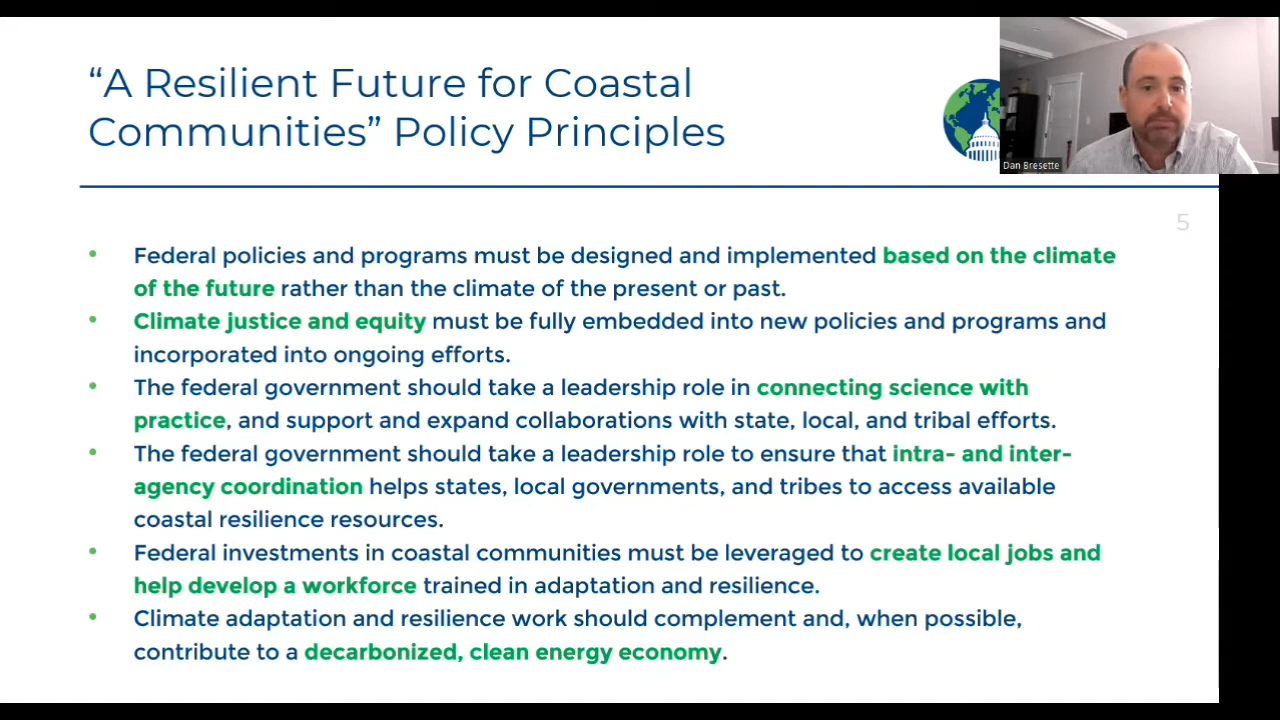 “A Resilient Future for Coastal
Communities” Policy Principles
Dan Bresette
5
• Federal policies and programs must be designed and implemented based on the climate
of the future rather than the climate of the present or past.
• Climate justice and equity must be fully embedded into new policies and programs and
incorporated into ongoing efforts.
• The federal government should take a leadership role in connecting science with
practice, and support and expand collaborations with state, local, and tribal efforts.
• The federal government should take a leadership role to ensure that intra- and inter-
agency coordination helps states, local governments, and tribes to access available
coastal resilience resources.
• Federal investments in coastal communities must be leveraged to create local jobs and
help develop a workforce trained in adaptation and resilience.
• Climate adaptation and resilience work should complement and, when possible,
contribute to a decarbonized, clean energy economy.